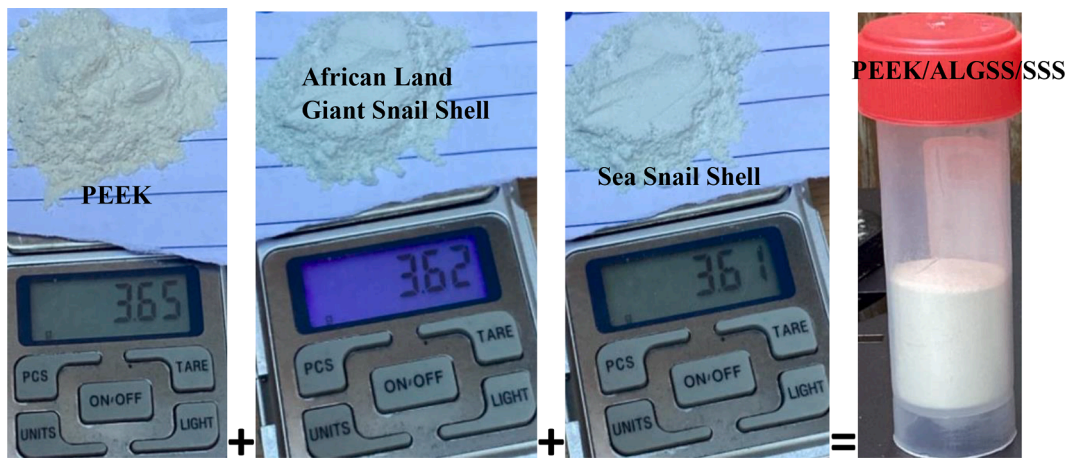 PEEK
3.65
g
PCS
TARE
ON/OFF
UNITS
LIGHT
+
African Land
Giant Snail Shell
3.62
g
PCS
TARE
ON/OFF
UNITS
LIGHT
+
Sea Snail Shell
3.61
g
PCS
TARE
ON/OFF
UNITS
LIGHT
=
PEEK/ALGSS/SSS